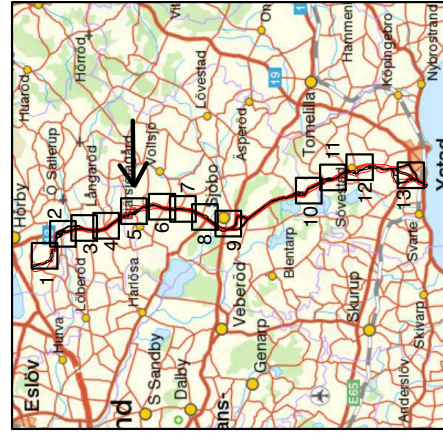 Hörby
Huaröd
Hörröd
Ö Sallerup
Långaröd
Eslöv
Hurva
Löberöd
Harlösa
Vollsjö
Lövestad
Sjöbo
Äsperöd
19
Tomelilla
Hammen
Köpingebro
Nybrostrand
Ystad
Svarte
Sövestad
S Sandby
Dalby
Veberöd
Genarp
Blentarp
Skurup
E65
Anderslöv
Skivarp
1
2
3
4
5
6
7
8
9
10
11
12
13